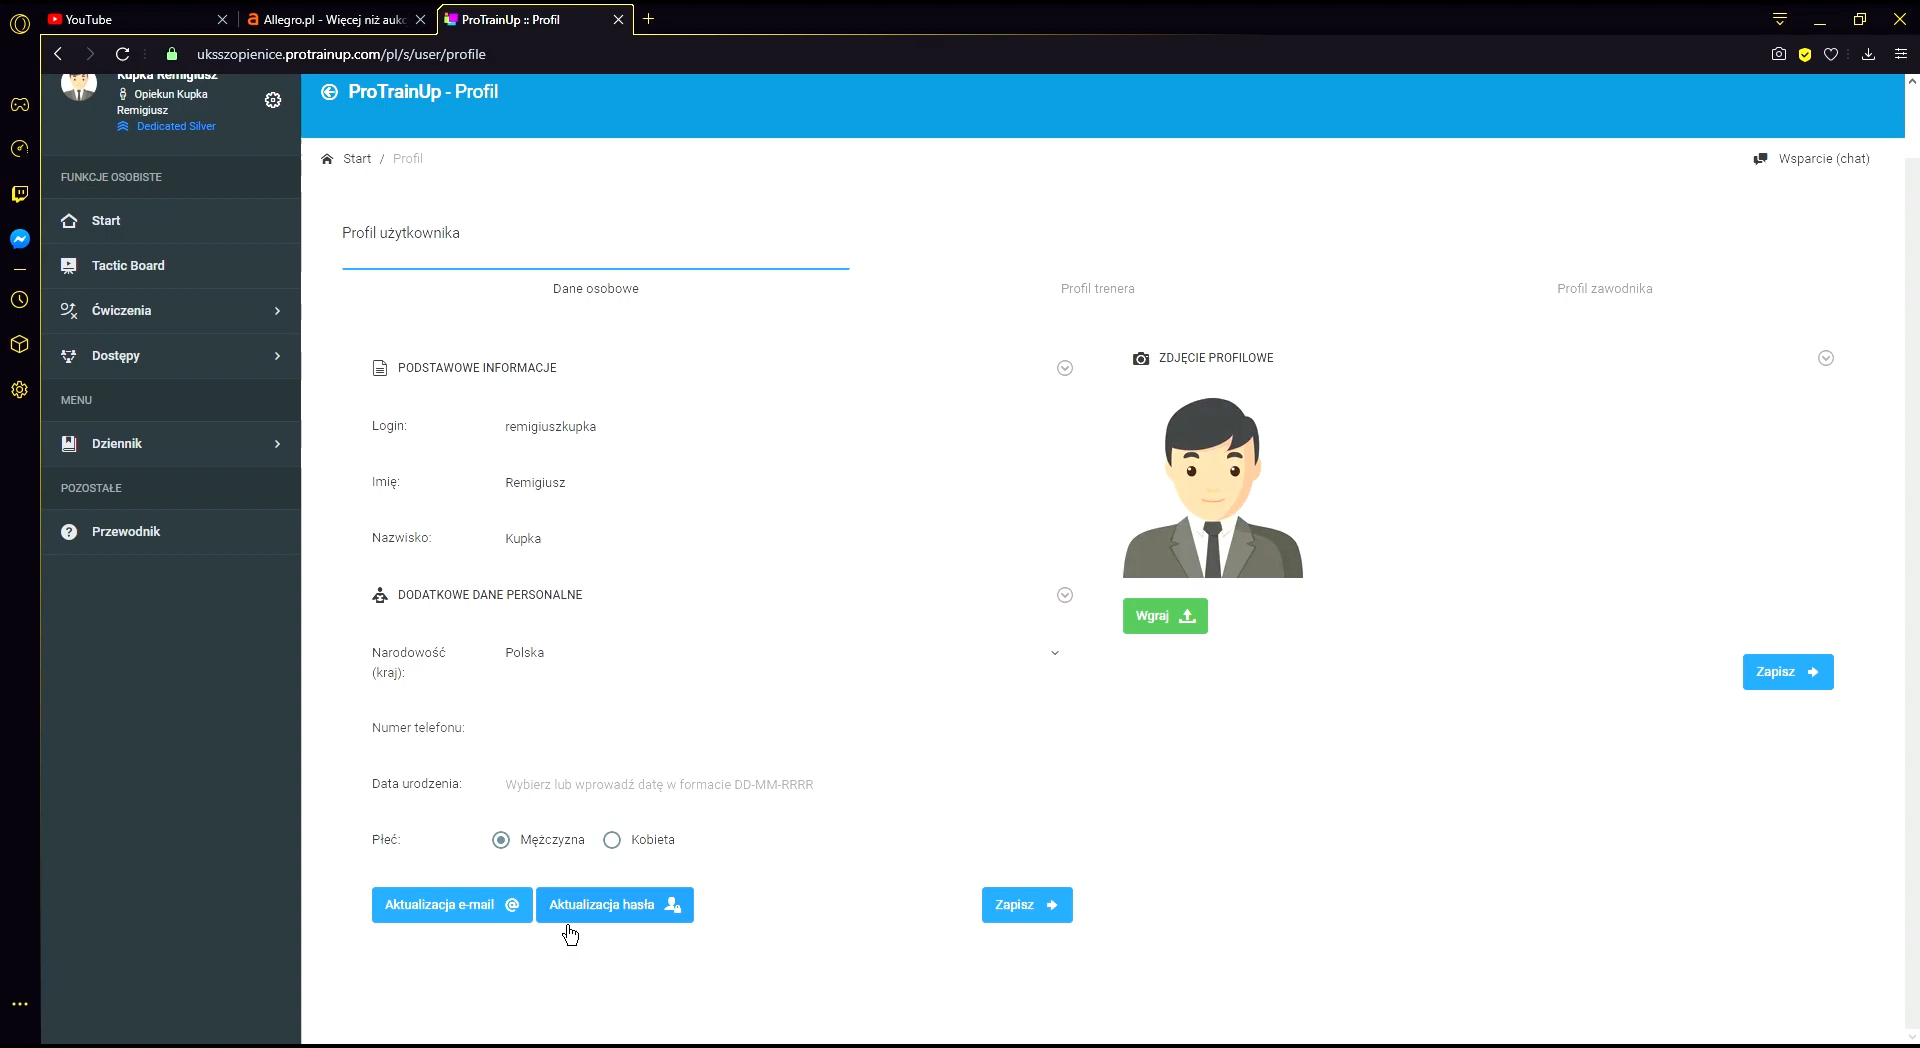 YouTube
Allegro.pl - Więcej niż aukc
ProTrainUp :: Profil
uksszopienice.protrainup.com/pl/s/user/profile
Kupka Remigiusz
Opiekun Kupka
Remigiusz
Dedicated Silver
ProTrainUp - Profil
Start / Profil
Wsparcie (chat)
FUNKCJE OSOBISTE
Start
Tactic Board
Ćwiczenia
Dostępy
MENU
Dziennik
POZOSTAŁE
Przewodnik
Profil użytkownika
Dane osobowe
Profil trenera
Profil zawodnika
PODSTAWOWE INFORMACJE
Login: remigiuszkupka
Imię: Remigiusz
Nazwisko: Kupka
DODATKOWE DANE PERSONALNE
Narodowość
(kraj): Polska
Numer telefonu:
Data urodzenia: Wybierz lub wprowadź datę w formacie DD-MM-RRRR
Płeć: Mężczyzna Kobieta
Aktualizacja e-mail @ Aktualizacja hasła
Zapisz
ZDJĘCIE PROFILOWE
Wgraj
Zapisz